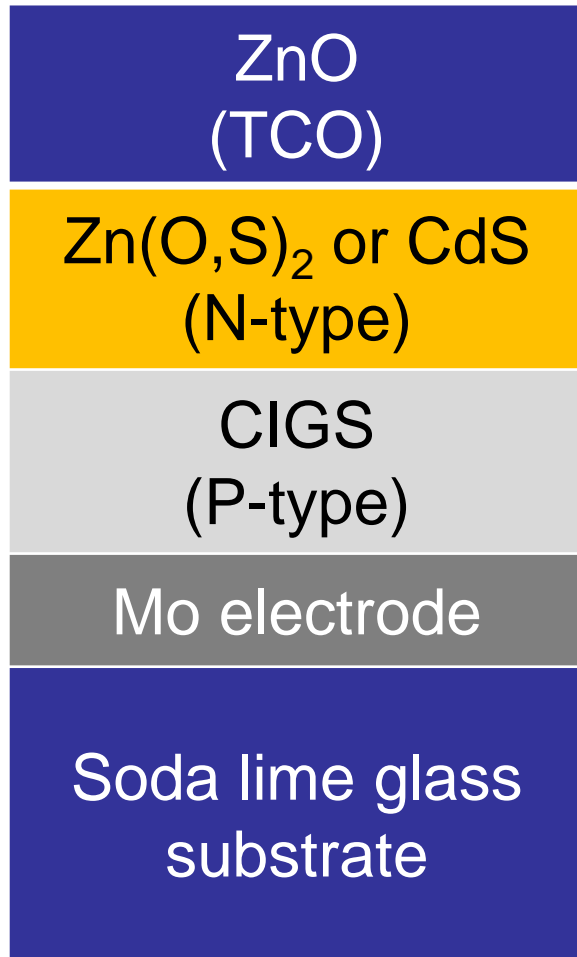 ZnO
(TCO)
Zn(O,S)₂ or CdS
(N-type)
CIGS
(P-type)
Mo electrode
Soda lime glass
substrate